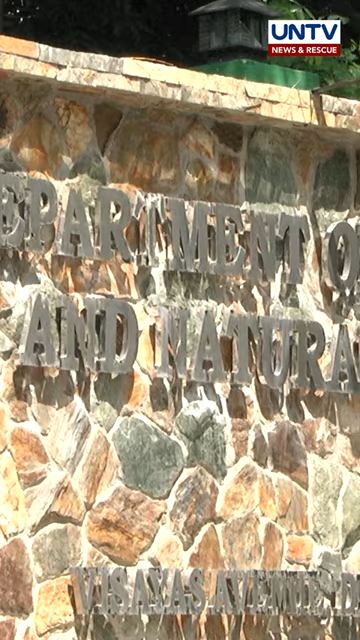 UNTV
NEWS & RESCUE
EPARTMENT O
AND NATURA
VISAYAS AVENUE, D